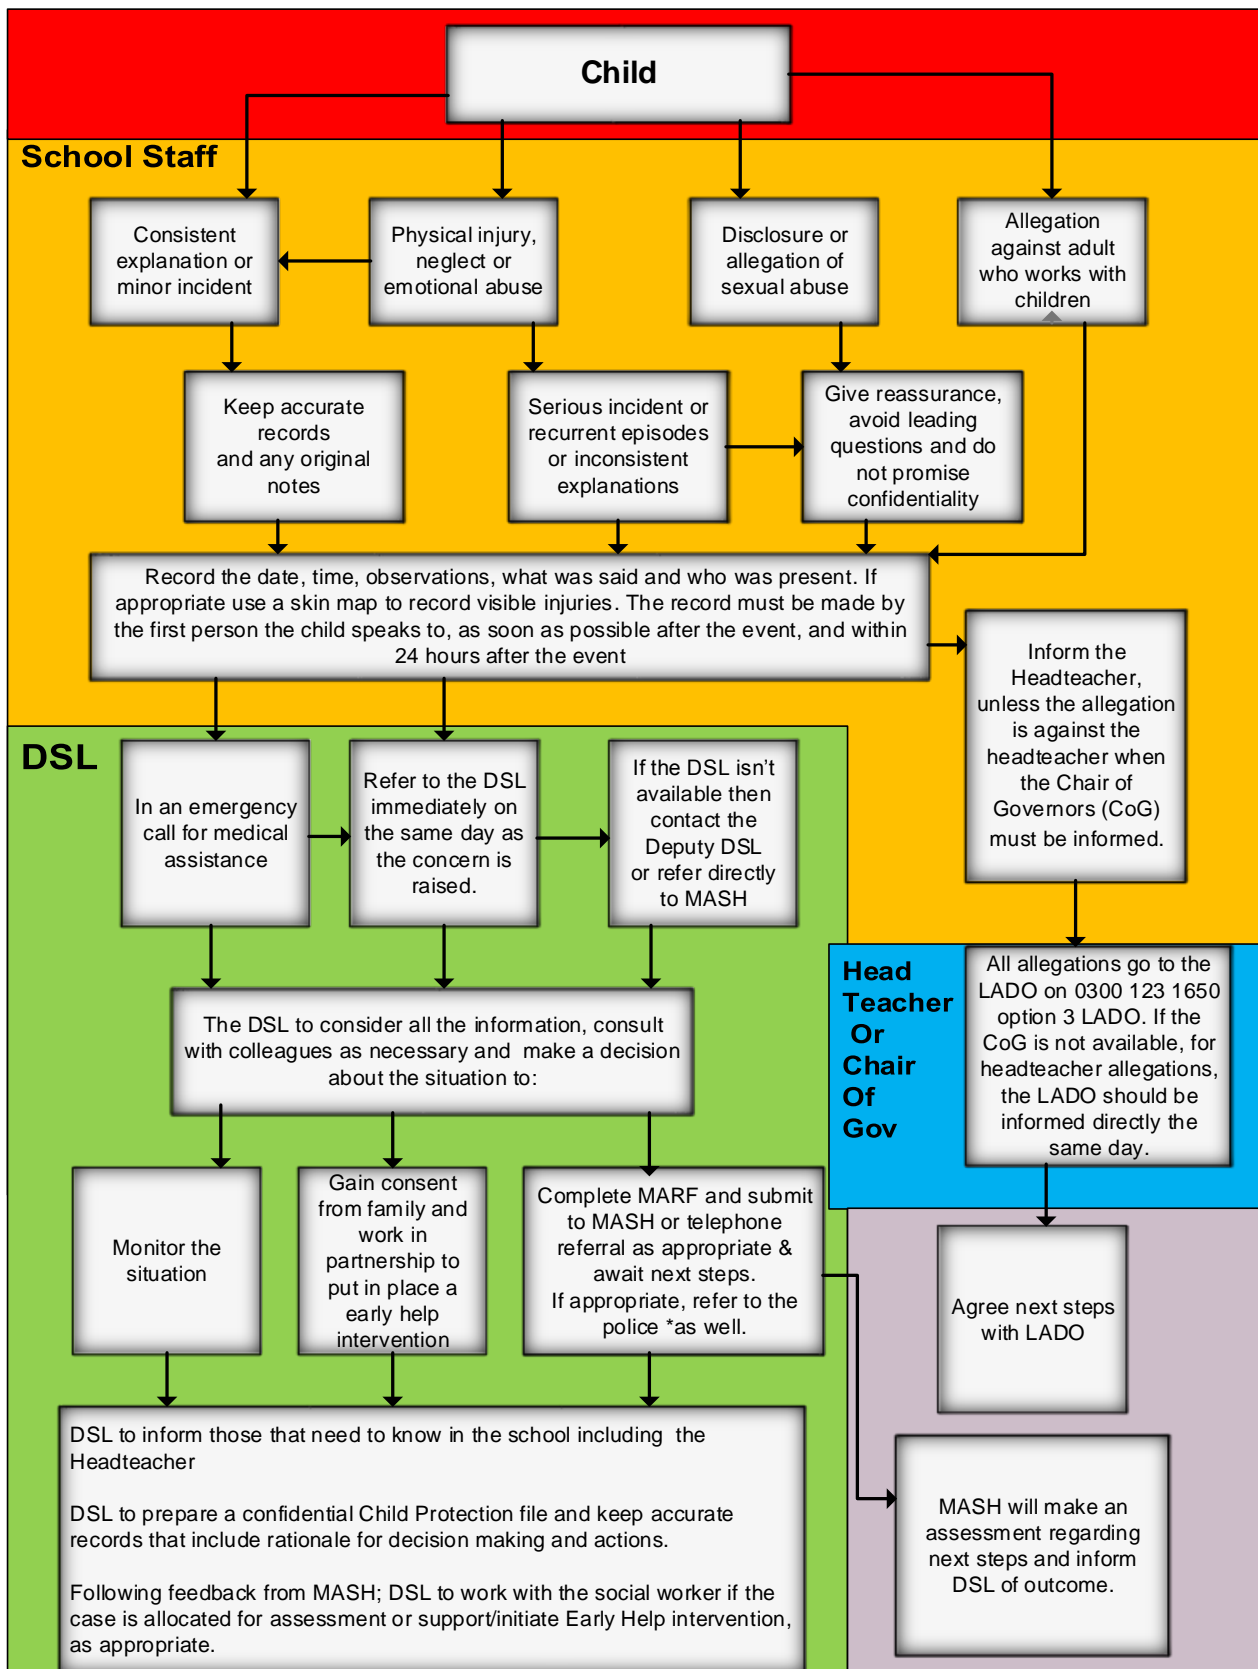 Child
School Staff
Consistent
explanation or
minor incident
Physical injury,
neglect or
emotional abuse
Disclosure or
allegation of
sexual abuse
Allegation
against adult
who works with
children
Keep accurate
records
and any original
notes
Serious incident or
recurrent episodes
or inconsistent
explanations
Give reassurance,
avoid leading
questions and do
not promise
confidentiality
Record the date, time, observations, what was said and who was present. If
appropriate use a skin map to record visible injuries. The record must be made by
the first person the child speaks to, as soon as possible after the event, and within
24 hours after the event
Inform the
Headteacher,
unless the allegation
is against the
headteacher when
the Chair of
Governors (CoG)
must be informed.
DSL
In an emergency
call for medical
assistance
Refer to the DSL
immediately on
the same day as
the concern is
raised.
If the DSL isn't
available then
contact the
Deputy DSL
or refer directly
to MASH
Head
Teacher
Or
Chair
Of
Gov
All allegations go to the
LADO on 0300 123 1650
option 3 LADO. If the
CoG is not available, for
headteacher allegations,
the LADO should be
informed directly the
same day.
The DSL to consider all the information, consult
with colleagues as necessary and make a decision
about the situation to:
Monitor the
situation
Gain consent
from family and
work in
partnership to
put in place a
early help
intervention
Complete MARF and submit
to MASH or telephone
referral as appropriate &
await next steps.
If appropriate, refer to the
police *as well.
Agree next steps
with LADO
DSL to inform those that need to know in the school including the
Headteacher
DSL to prepare a confidential Child Protection file and keep accurate
records that include rationale for decision making and actions.
Following feedback from MASH; DSL to work with the social worker if the
case is allocated for assessment or support/initiate Early Help intervention,
as appropriate.
MASH will make an
assessment regarding
next steps and inform
DSL of outcome.